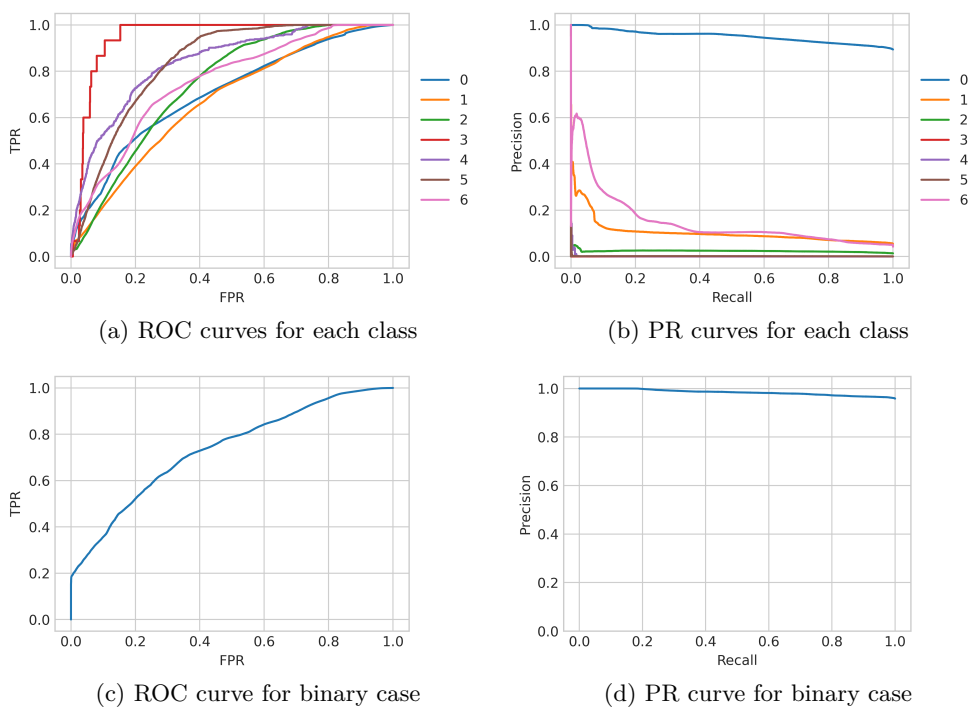 1.0
0.8
0.6
0.4
0.2
0.0
TPR
0.0 0.2 0.4 0.6 0.8 1.0
FPR
0
1
2
3
4
5
6
(a) ROC curves for each class
1.0
0.8
0.6
0.4
0.2
0.0
Precision
0.0 0.2 0.4 0.6 0.8 1.0
Recall
0
1
2
3
4
5
6
(b) PR curves for each class
1.0
0.8
0.6
0.4
0.2
0.0
TPR
0.0 0.2 0.4 0.6 0.8 1.0
FPR
(c) ROC curve for binary case
1.0
0.8
0.6
0.4
0.2
0.0
Precision
0.0 0.2 0.4 0.6 0.8 1.0
Recall
(d) PR curve for binary case